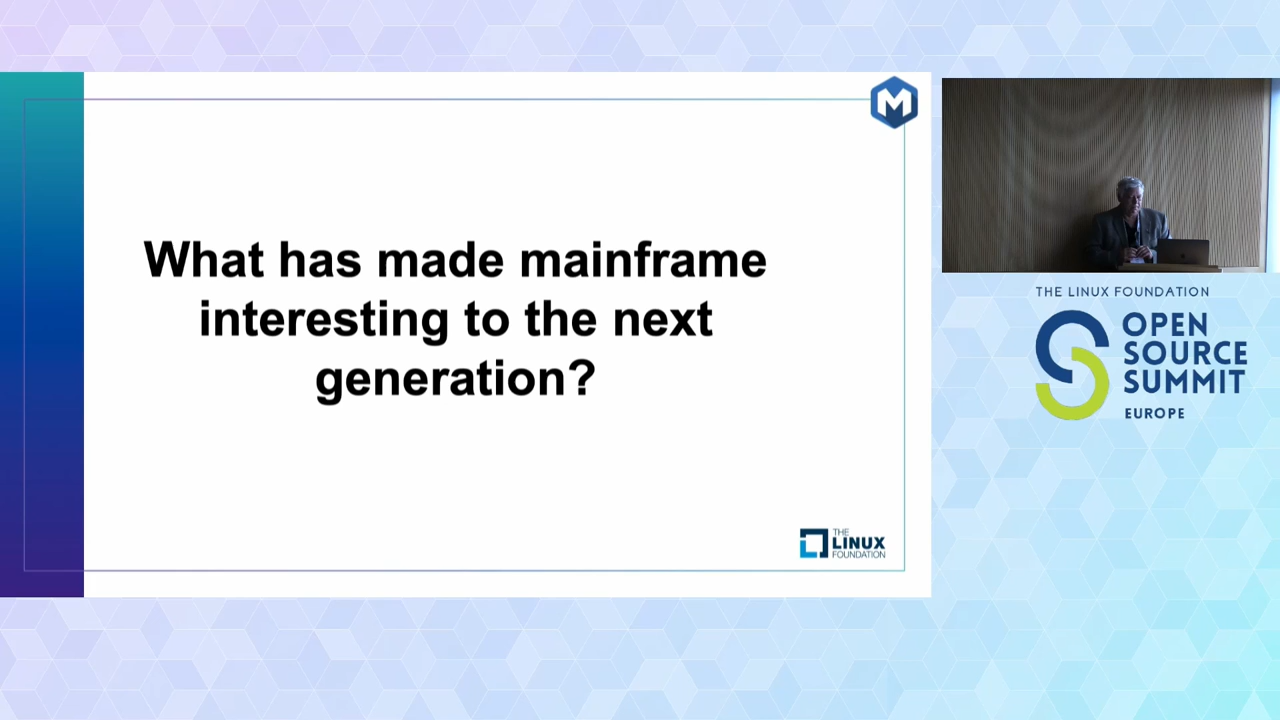 What has made mainframe
interesting to the next
generation?
M
THE
LINUX
FOUNDATION
THE LINUX FOUNDATION
OPEN
SOURCE
SUMMIT
EUROPE